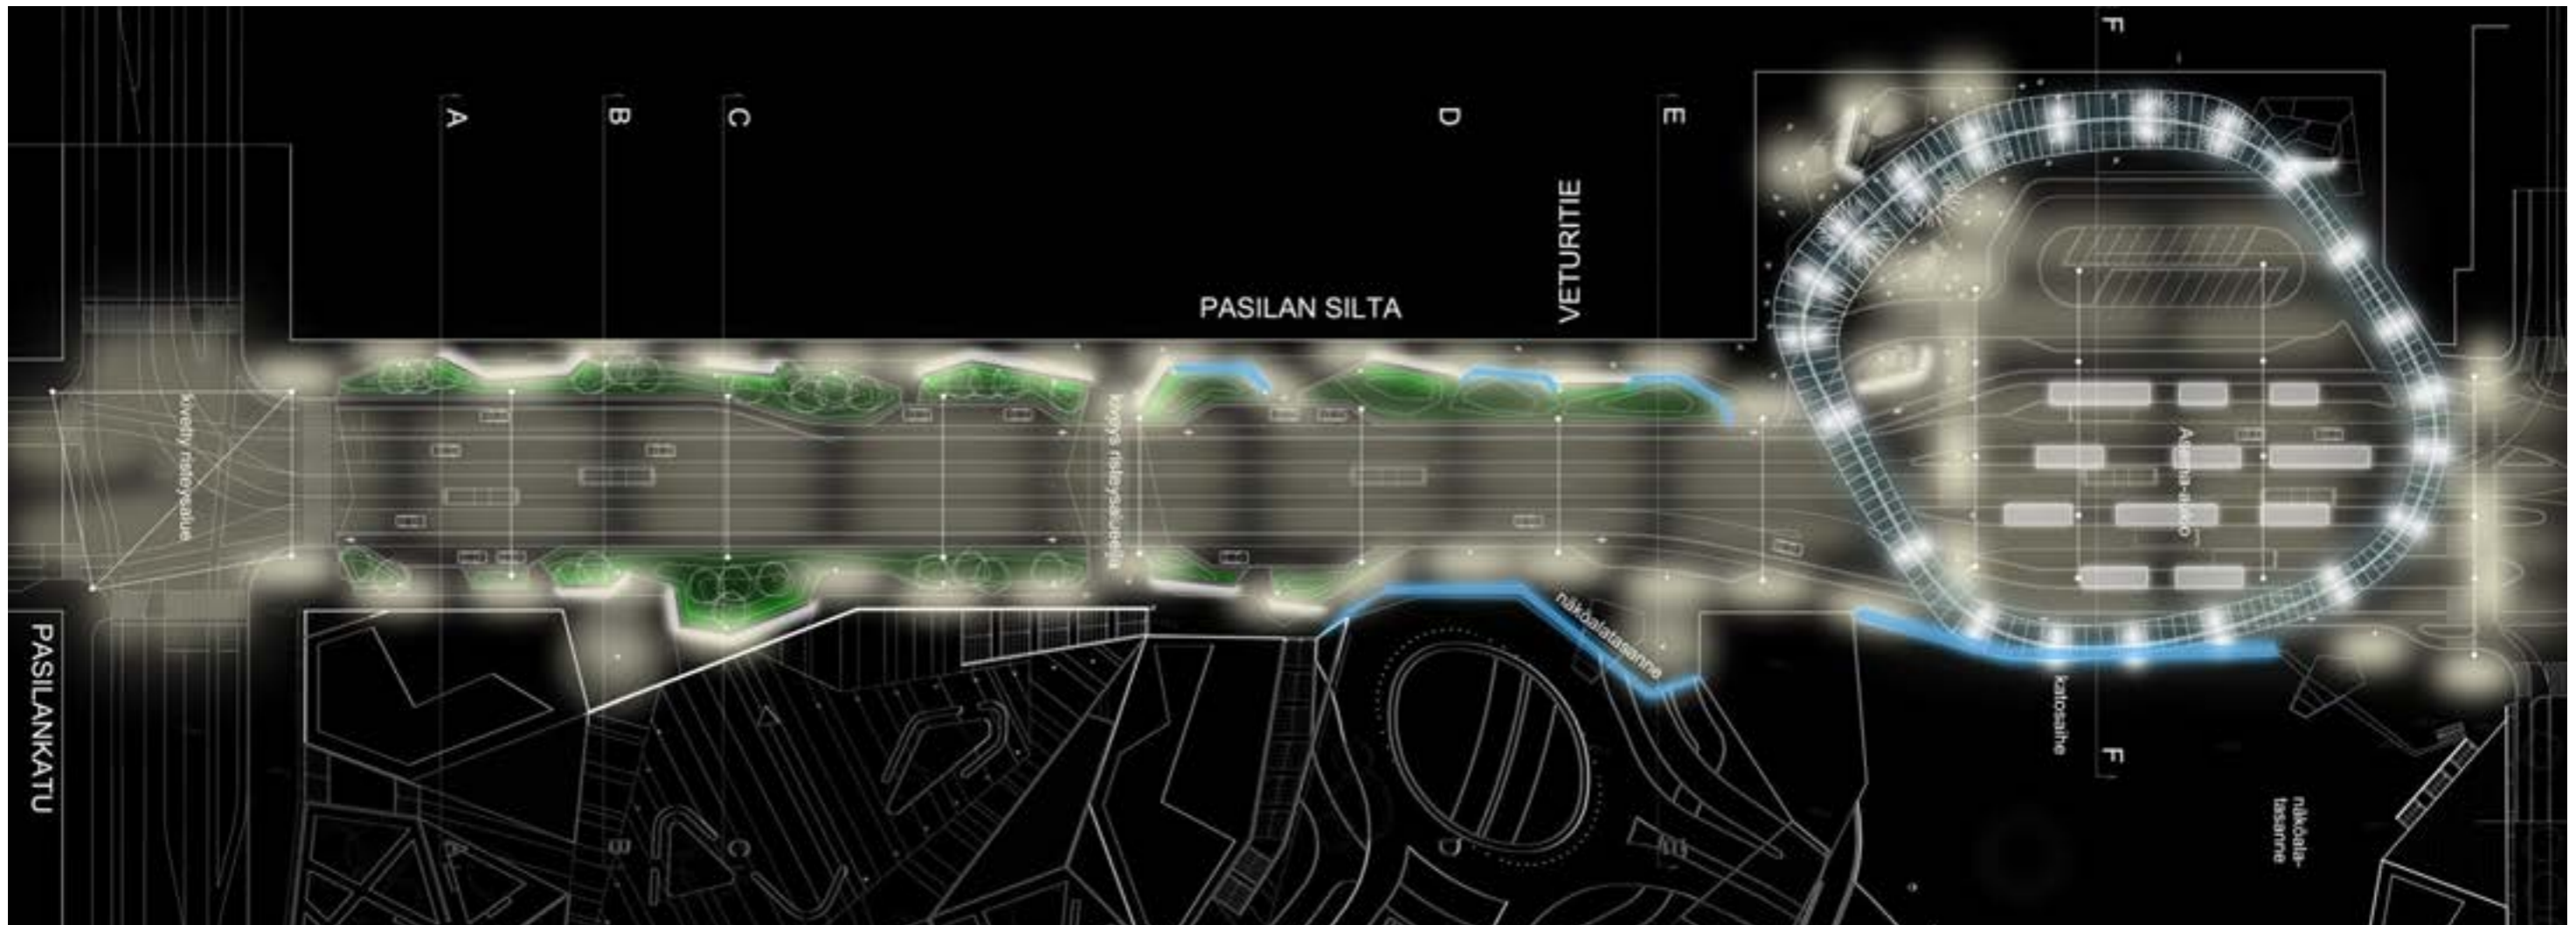 F
A
B
C
D
E
VETURITIE
PASILAN SILTA
kivetty risteysalue
PASILANKATU
näköalatasanne
katosaihe
F
näköala-
tasanne
A
B
C
D
E